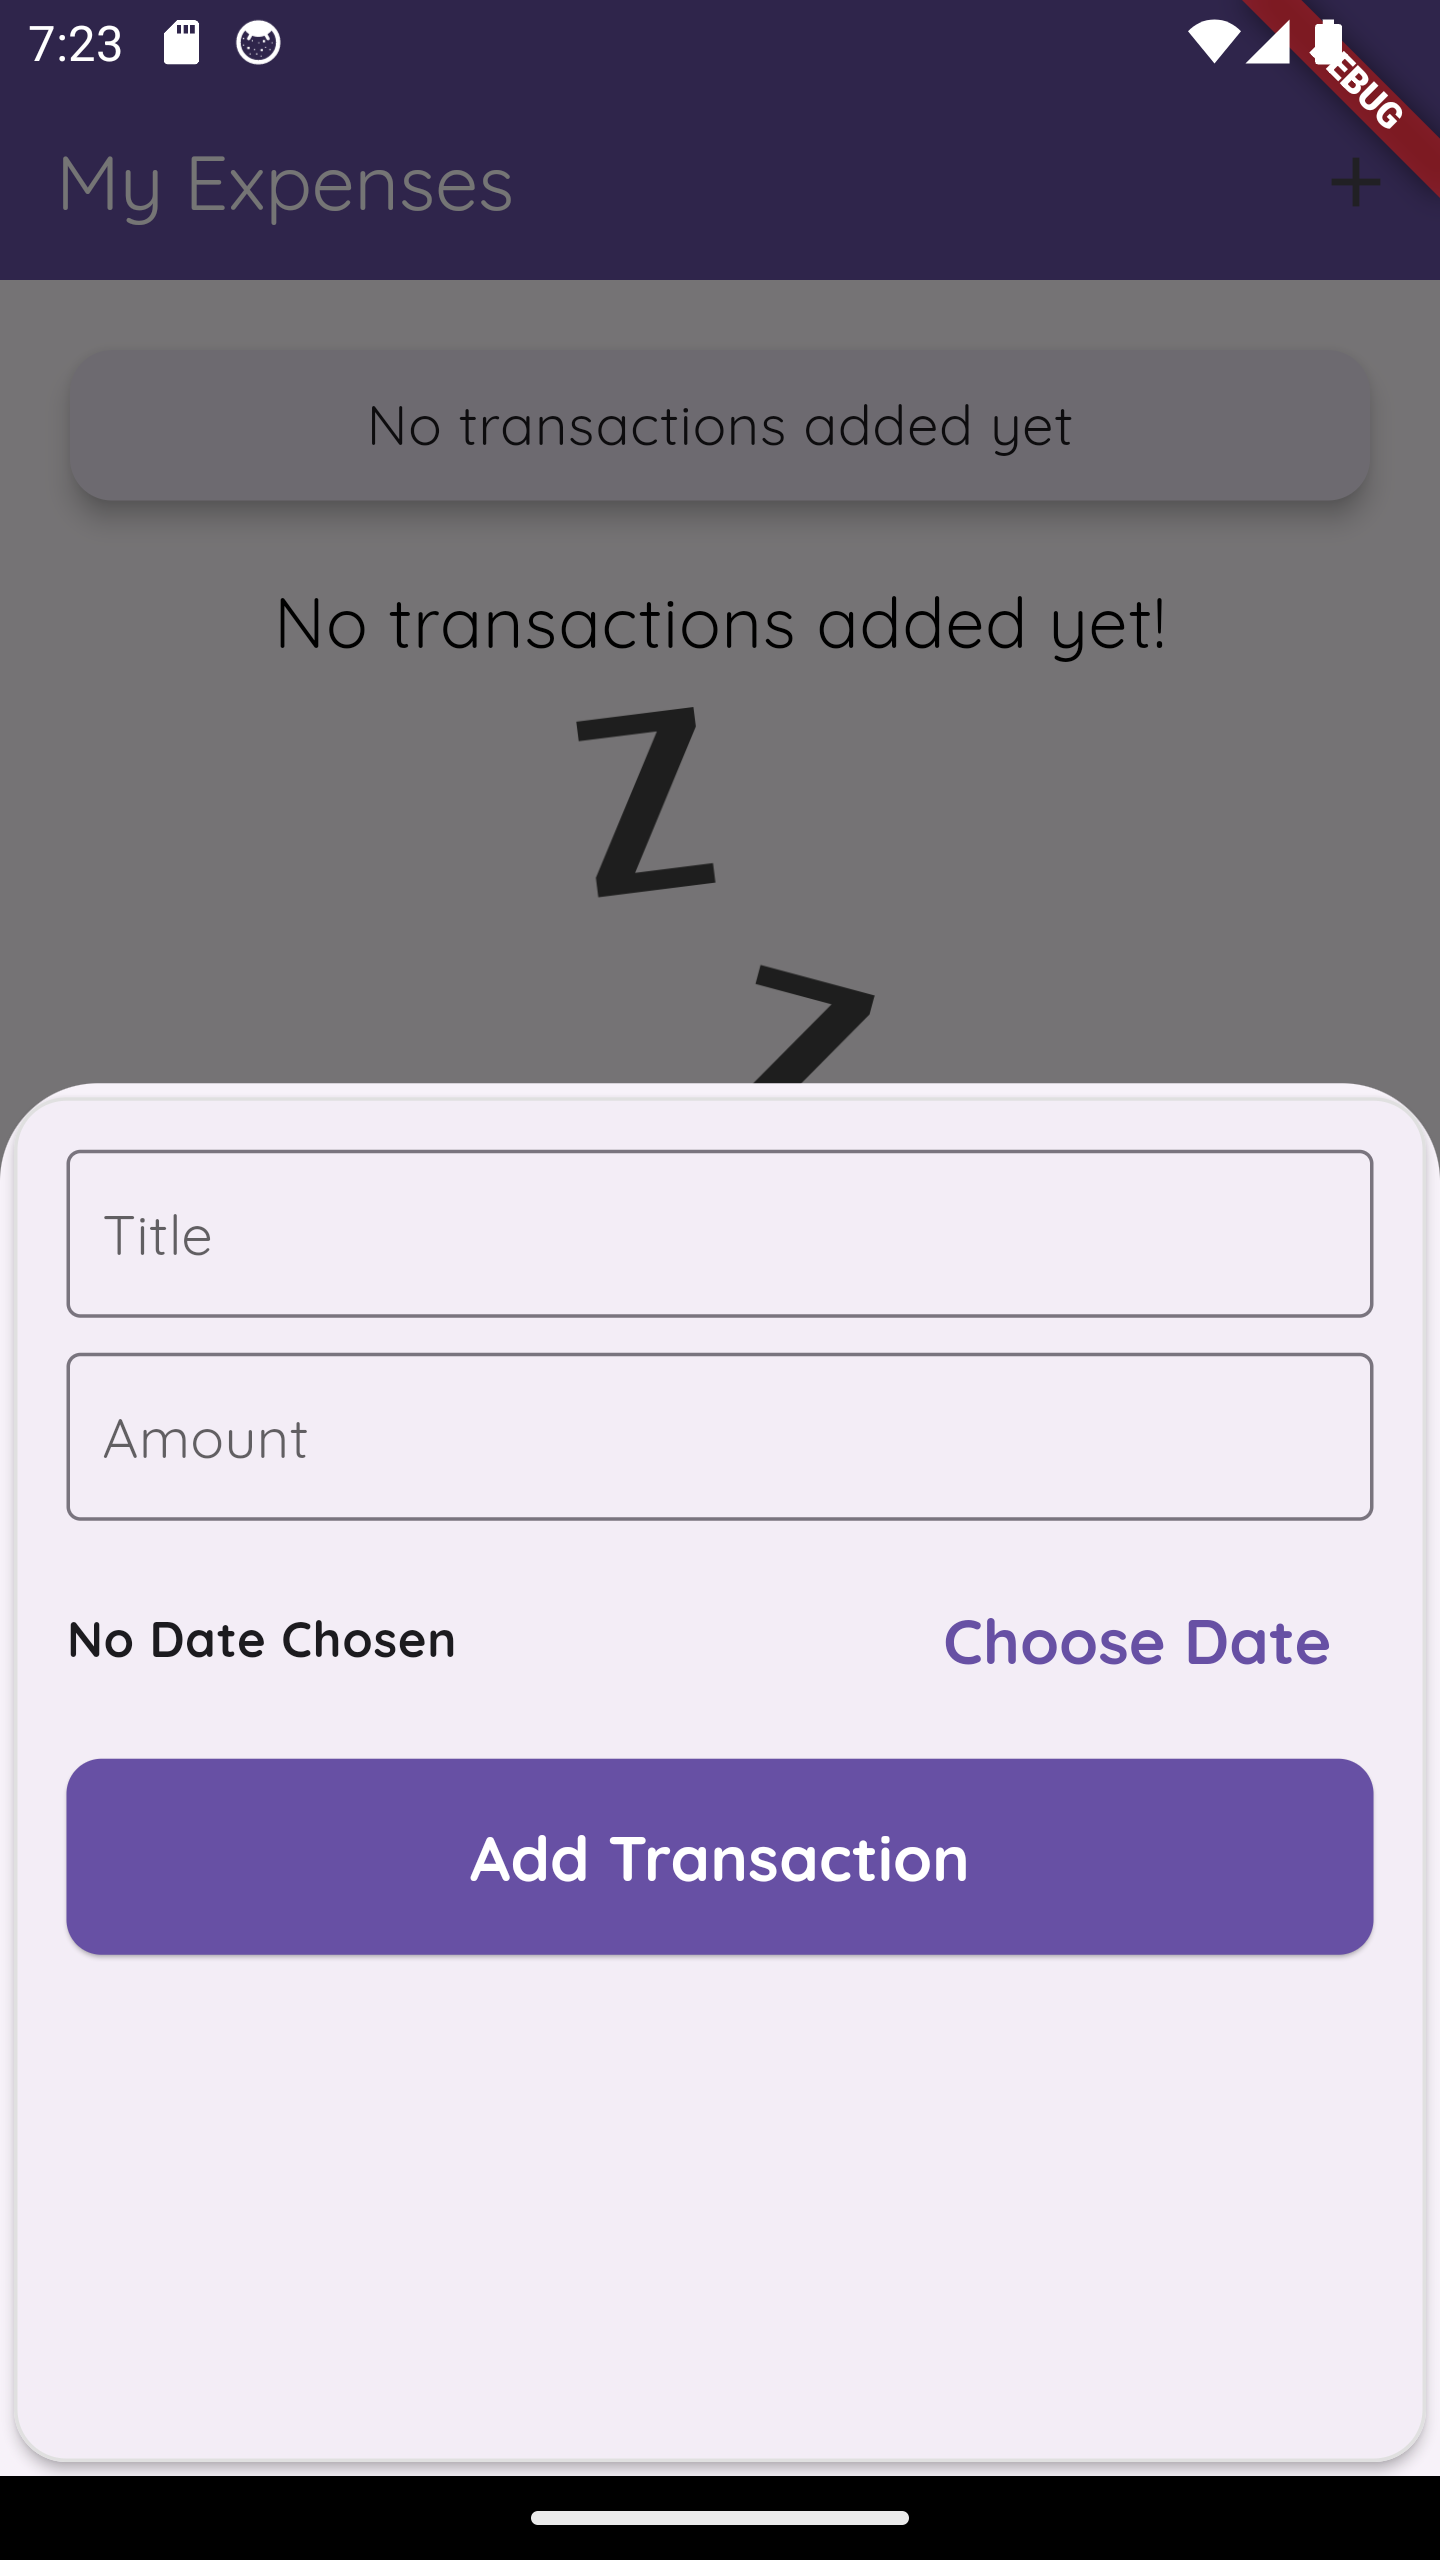 7:23
DEBUG
My Expenses
No transactions added yet
No transactions added yet!
Z
Z
Title
Amount
No Date Chosen
Choose Date
Add Transaction